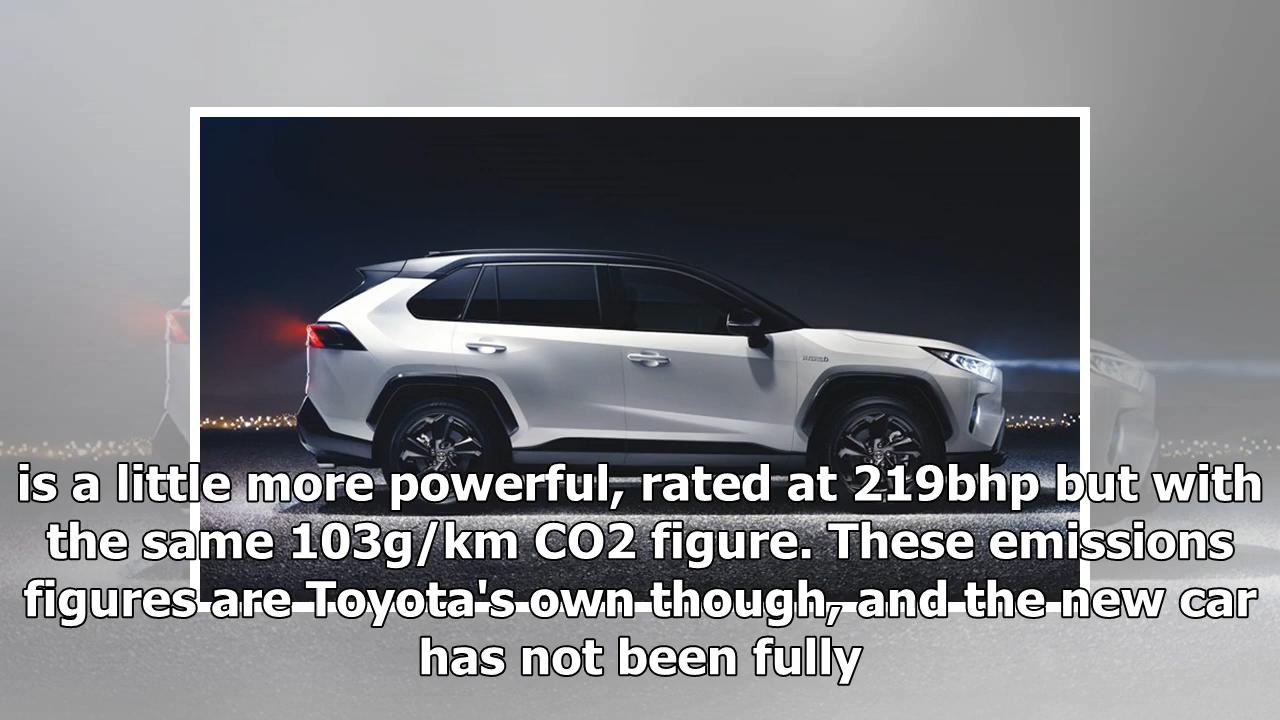 is a little more powerful, rated at 219bhp but with
the same 103g/km CO2 figure. These emissions
figures are Toyota's own though, and the new car
has not been fully